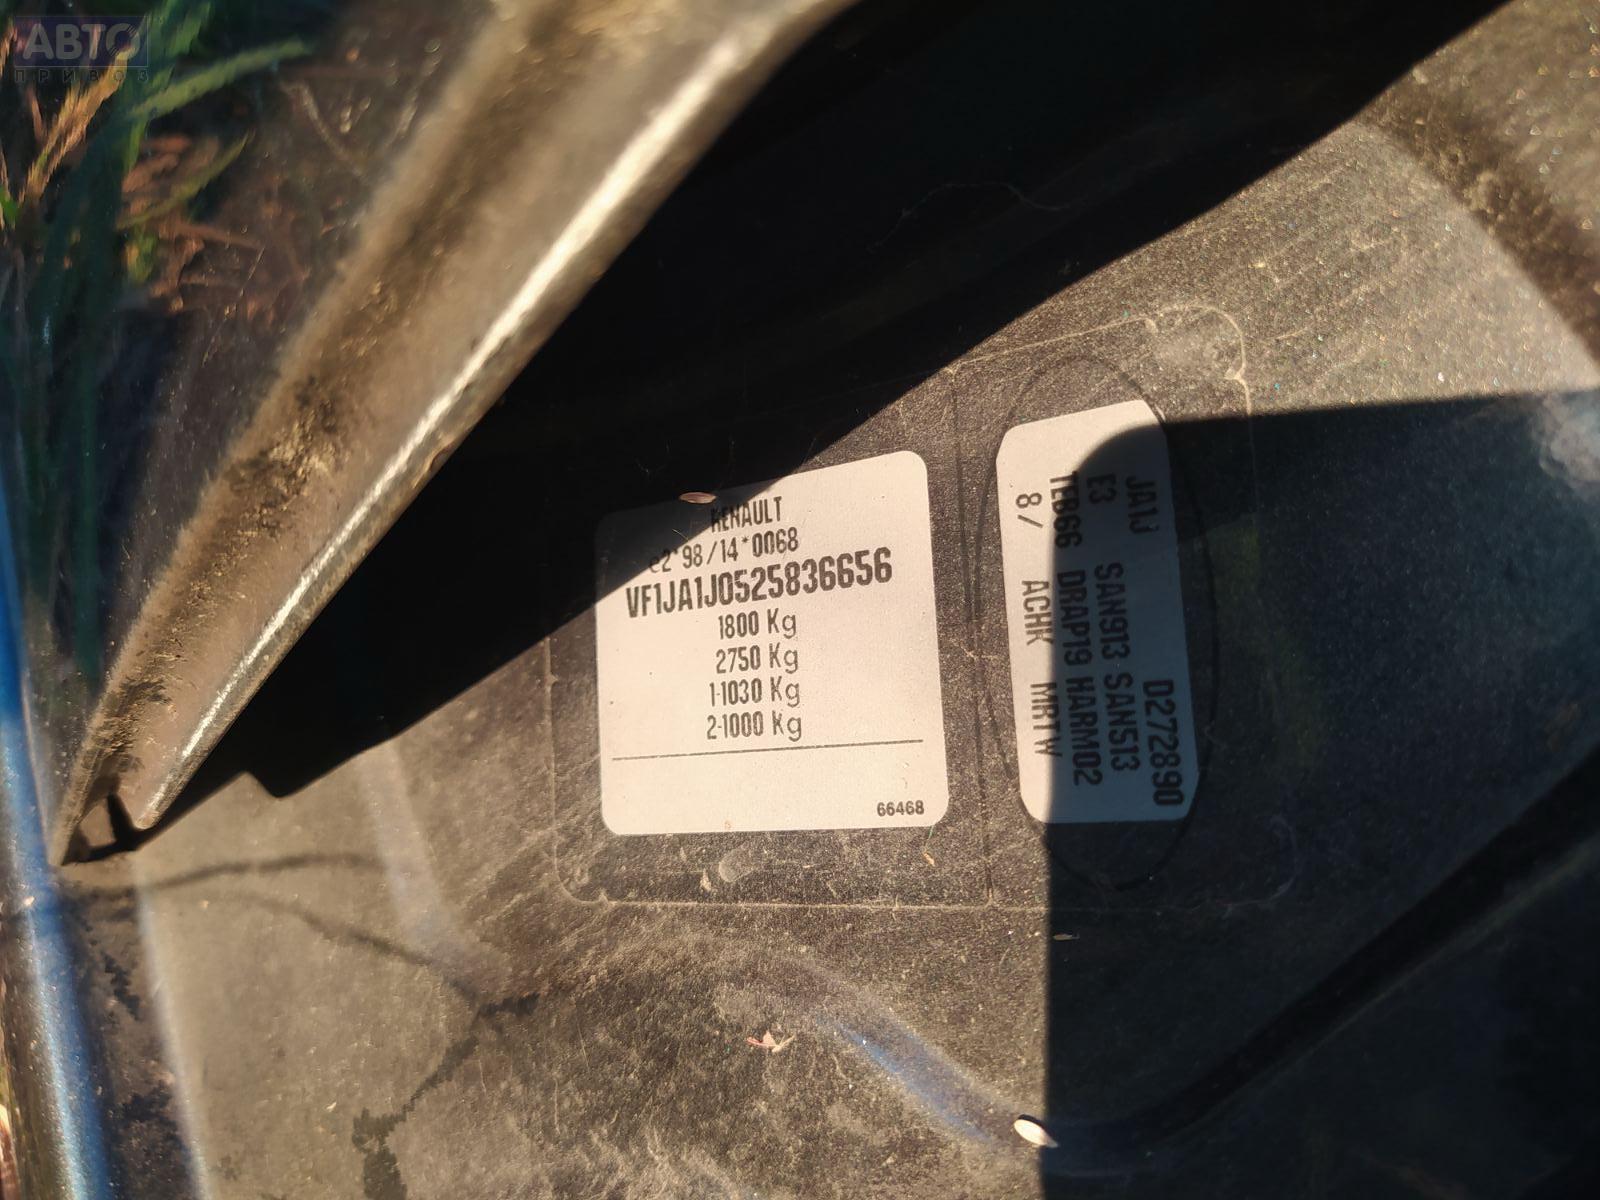 АВТО
ПРИВОЗ
RENAULT
e2*98/14*0068
VF1JA1J0525836656
1800 Kg
2750 Kg
1-1030 Kg
2-1000 Kg
66468
JA1J D272890
E3 SAN913 SAN513
TEB66 DRAP19 HARM02
8/ ACHK MRTW